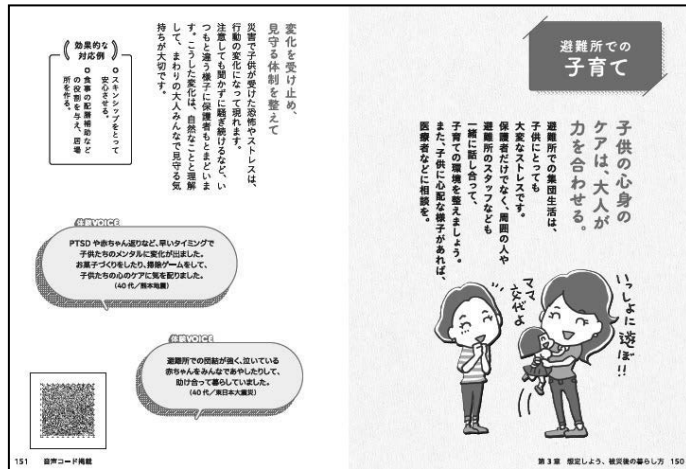 避難所での
子育て
子供の心身の
ケアは、大人が
力を合わせる。
避難所での集団生活は、
子供にとっても
大変なストレスです。
保護者だけでなく、周囲の人や
避難所のスタッフなども
一緒に話し合って、
子育ての環境を整えましょう。
また、子供に心配な様子があれば、
医療者などに相談を。
いっしょに遊ぼ!!
ママ
交代よ
第3章 想定しよう、被災後の暮らし方 150
変化を受け止め、
見守る体制を整えて
災害で子供が受けた恐怖やストレスは、
行動の変化になって現れます。
注意しても聞かずに騒ぎ続けるなど、い
つもと違う様子に保護者もとまどいま
す。こうした変化は、自然なことと理解
して、まわりの大人みんなで見守る気
持ちが大切です。
効果的な
対応例
スキンシップをとって
安心させる。
食事の配膳補助など
の役割を与え、居場
所を作る。
体験VOICE
PTSDや赤ちゃん返りなど、早いタイミングで
子供たちのメンタルに変化が出ました。
お菓子づくりをしたり、掃除ゲームをして、
子供たちの心のケアに気を配りました。
(40代/熊本地震)
体験VOICE
避難所での団結が強く、泣いている
赤ちゃんをみんなであやしたりして、
助け合って暮らしていました。
(40代/東日本大震災)
151 音声コード掲載